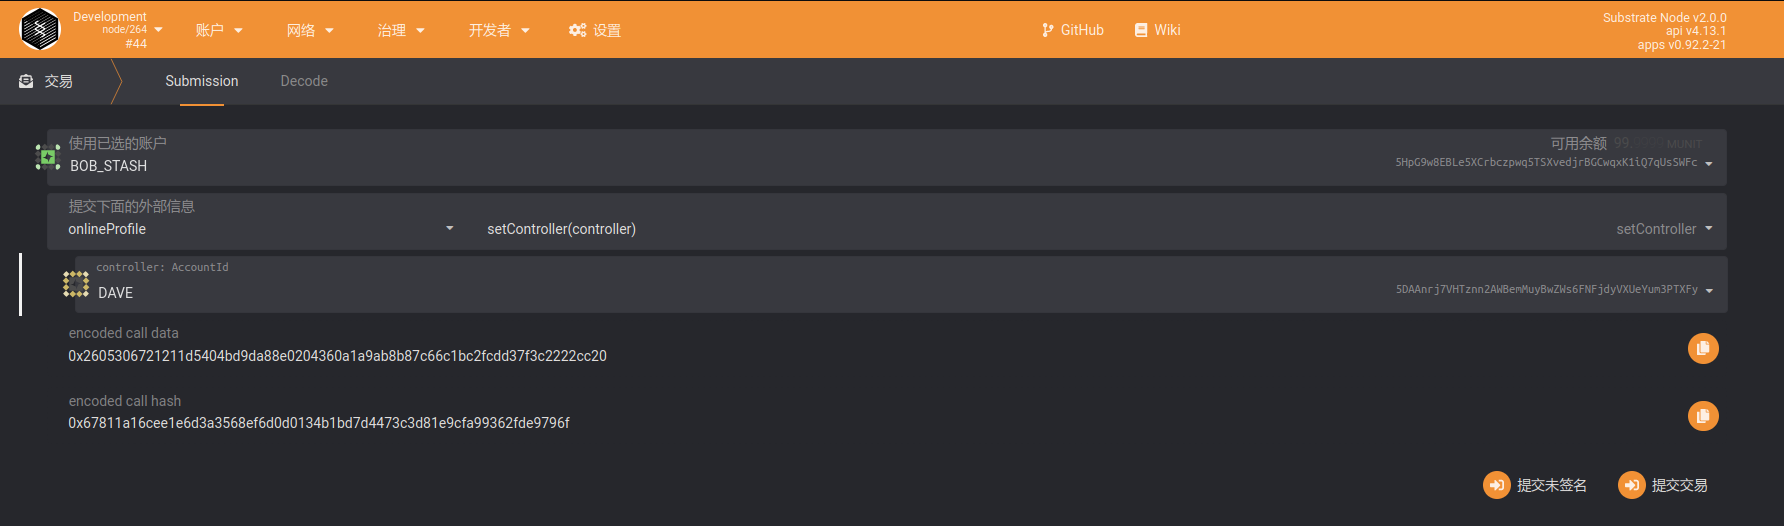 Development
node/264
#44
账户
网络
治理
开发者
设置
GitHub
Wiki
Substrate Node v2.0.0
api v4.13.1
apps v0.92.2-21
交易
Submission
Decode
使用已选的账户
可用余额 99.0000 MUNIT
BOB_STASH
5HpG9w8EBLe5XCrbczpwq5TSXvedjrBGCwqxK1iQ7qUsSWFc
提交下面的外部信息
onlineProfile
setController(controller)
setController
controller: AccountId
DAVE
5DAAnrj7VHTznn2AWBemMuyBwZWs6FNFjdyVXUeYum3PTXFy
encoded call data
0x2605306721211d5404bd9da88e0204360a1a9ab8b87c66c1bc2fcdd37f3c2222cc20
encoded call hash
0x67811a16cee1e6d3a3568ef6d0d0134b1bd7d4473c3d81e9cfa99362fde9796f
提交未签名
提交交易